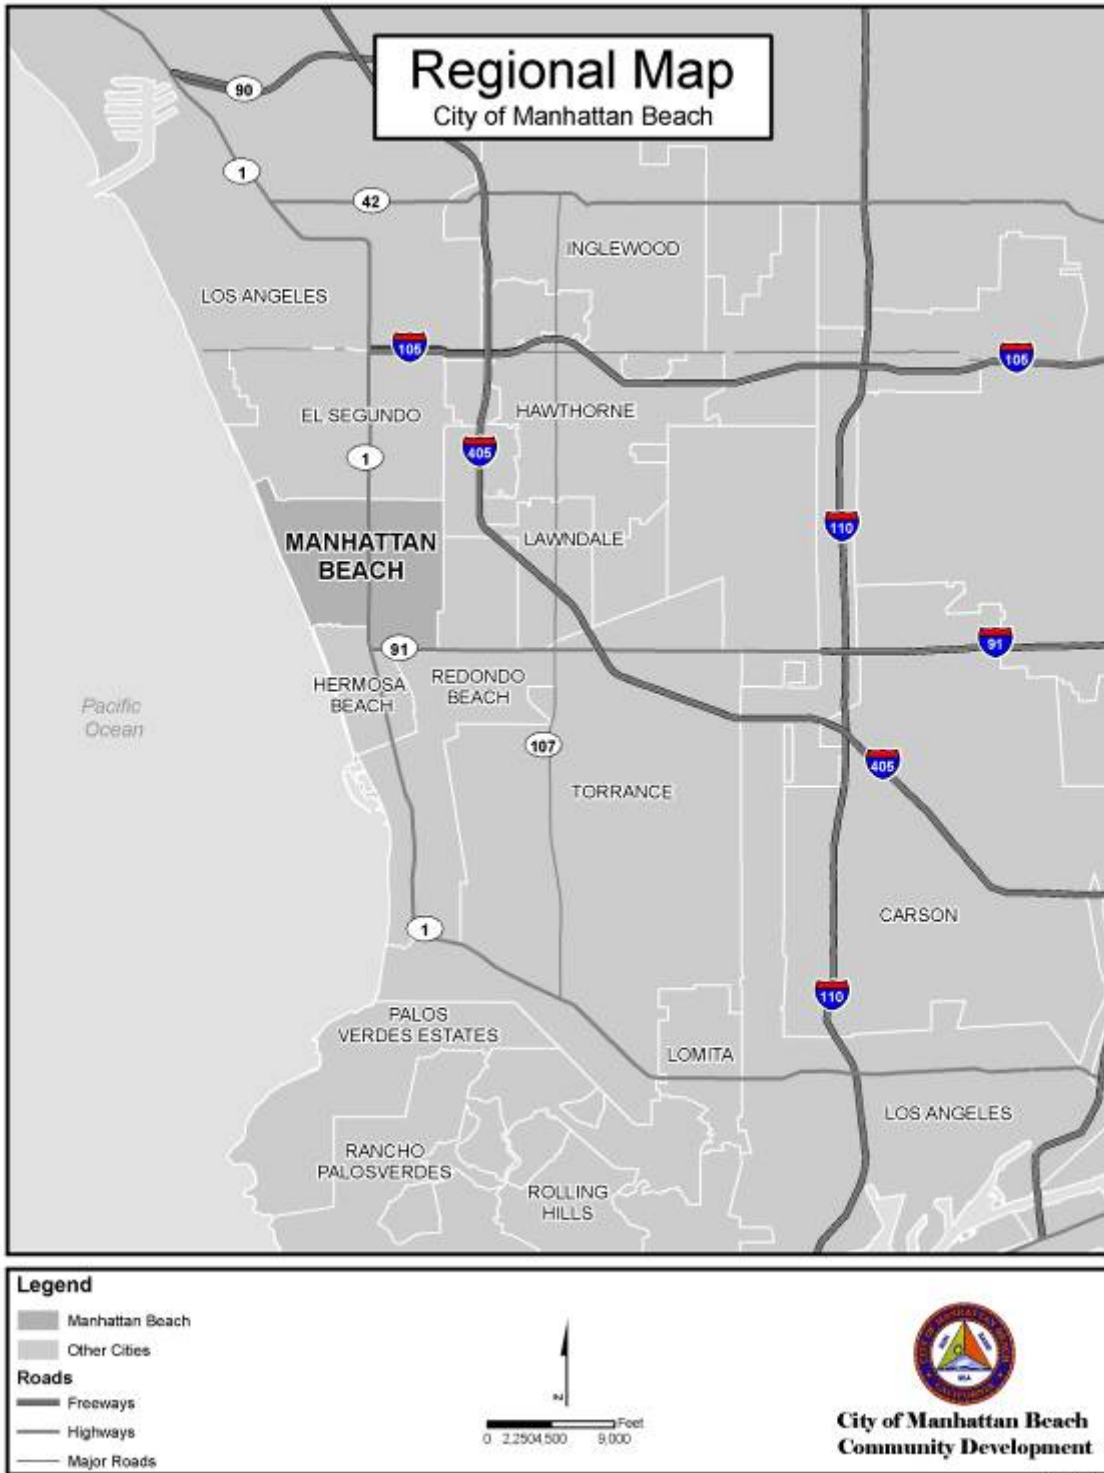 Regional Map
City of Manhattan Beach
90
1
42
INGLEWOOD
LOS ANGELES
105
105
EL SEGUNDO
HAWTHORNE
1
405
MANHATTAN
BEACH
LAWNDALE
110
91
91
HERMOSA
BEACH
REDONDO
BEACH
Pacific
Ocean
107
405
TORRANCE
CARSON
1
110
PALOS
VERDES ESTATES
LOMITA
LOS ANGELES
RANCHO
PALOSVERDES
ROLLING
HILLS
Legend
Manhattan Beach
Other Cities
Roads
Freeways
Highways
Major Roads
N
Feet
0 2,2504,500 9,000
City of Manhattan Beach
Community Development